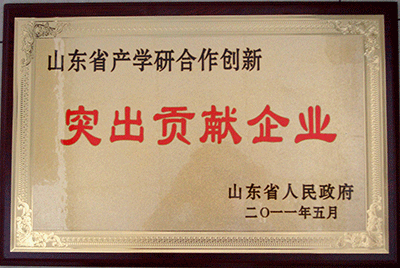 山东省产学研合作创新
突出贡献企业
山东省人民政府
二〇一一年五月